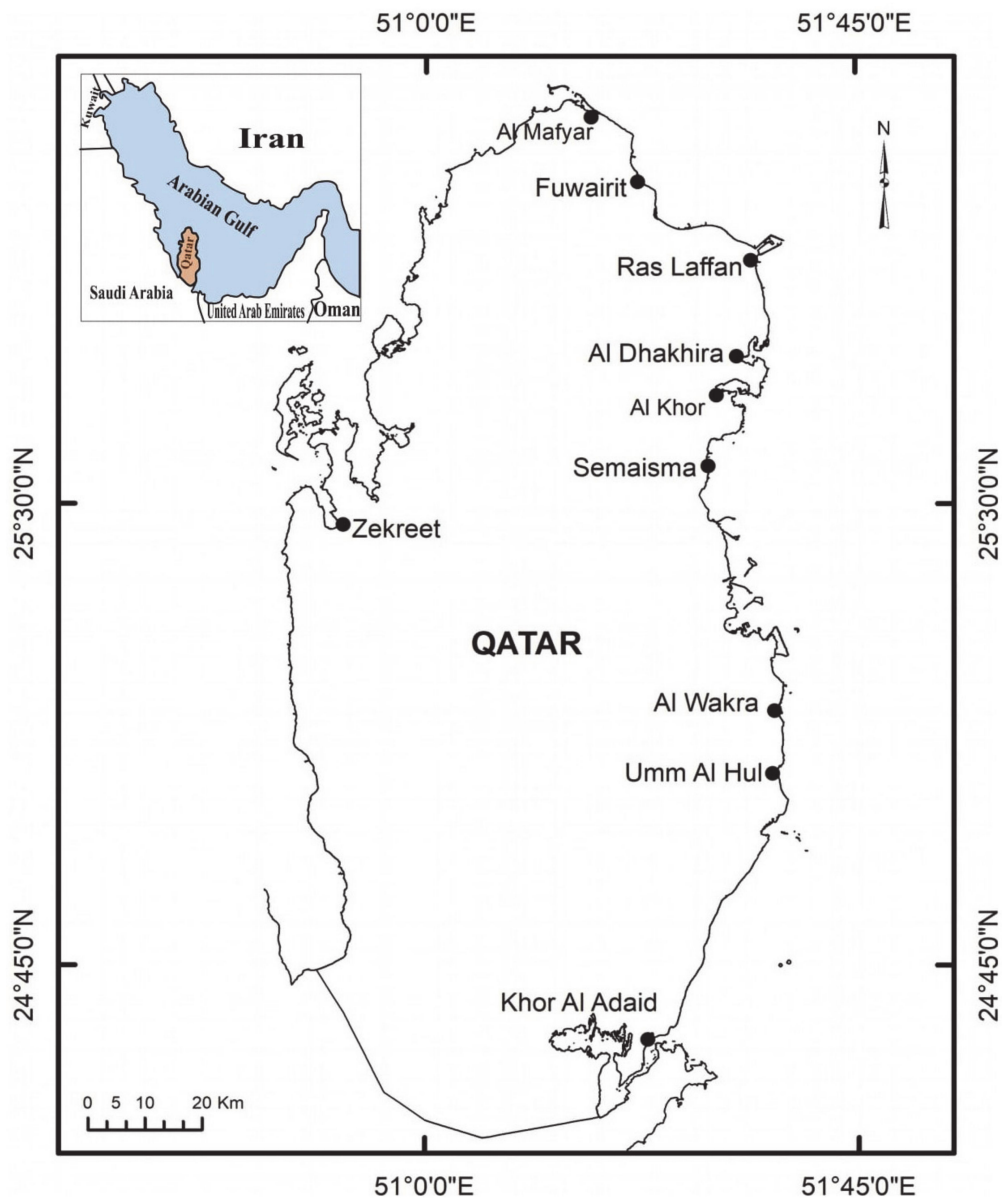 51°0'0"E
51°45'0"E
Kuwait
Iran
Arabian Gulf
Qatar
Saudi Arabia
United Arab Emirates
Oman
N
Al Mafyar
Fuwairit
Ras Laffan
Al Dhakhira
Al Khor
Semaisma
25°30'0"N
25°30'0"N
Zekreet
QATAR
Al Wakra
Umm Al Hul
24°45'0"N
24°45'0"N
Khor Al Adaid
0 5 10 20 Km
51°0'0"E
51°45'0"E